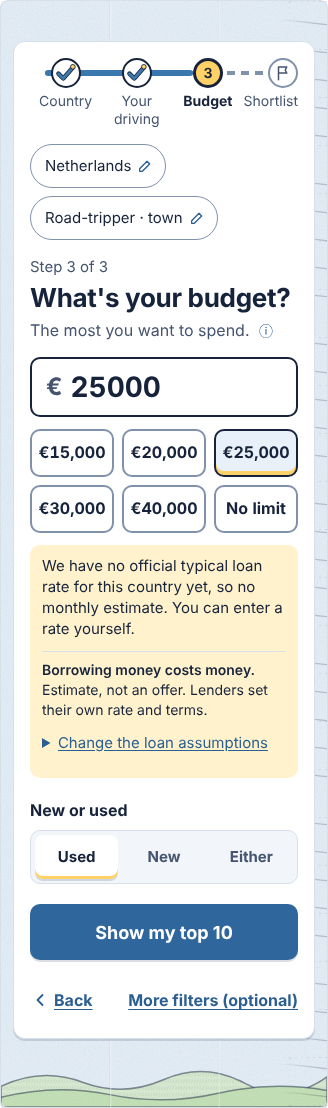 3
Country
Your driving
Budget
Shortlist
Netherlands
Road-tripper · town
Step 3 of 3
What's your budget?
The most you want to spend. ⓘ
€ 25000
€15,000 €20,000 €25,000
€30,000 €40,000 No limit
We have no official typical loan
rate for this country yet, so no
monthly estimate. You can enter a
rate yourself.
Borrowing money costs money.
Estimate, not an offer. Lenders set
their own rate and terms.
Change the loan assumptions
New or used
Used New Either
Show my top 10
Back More filters (optional)